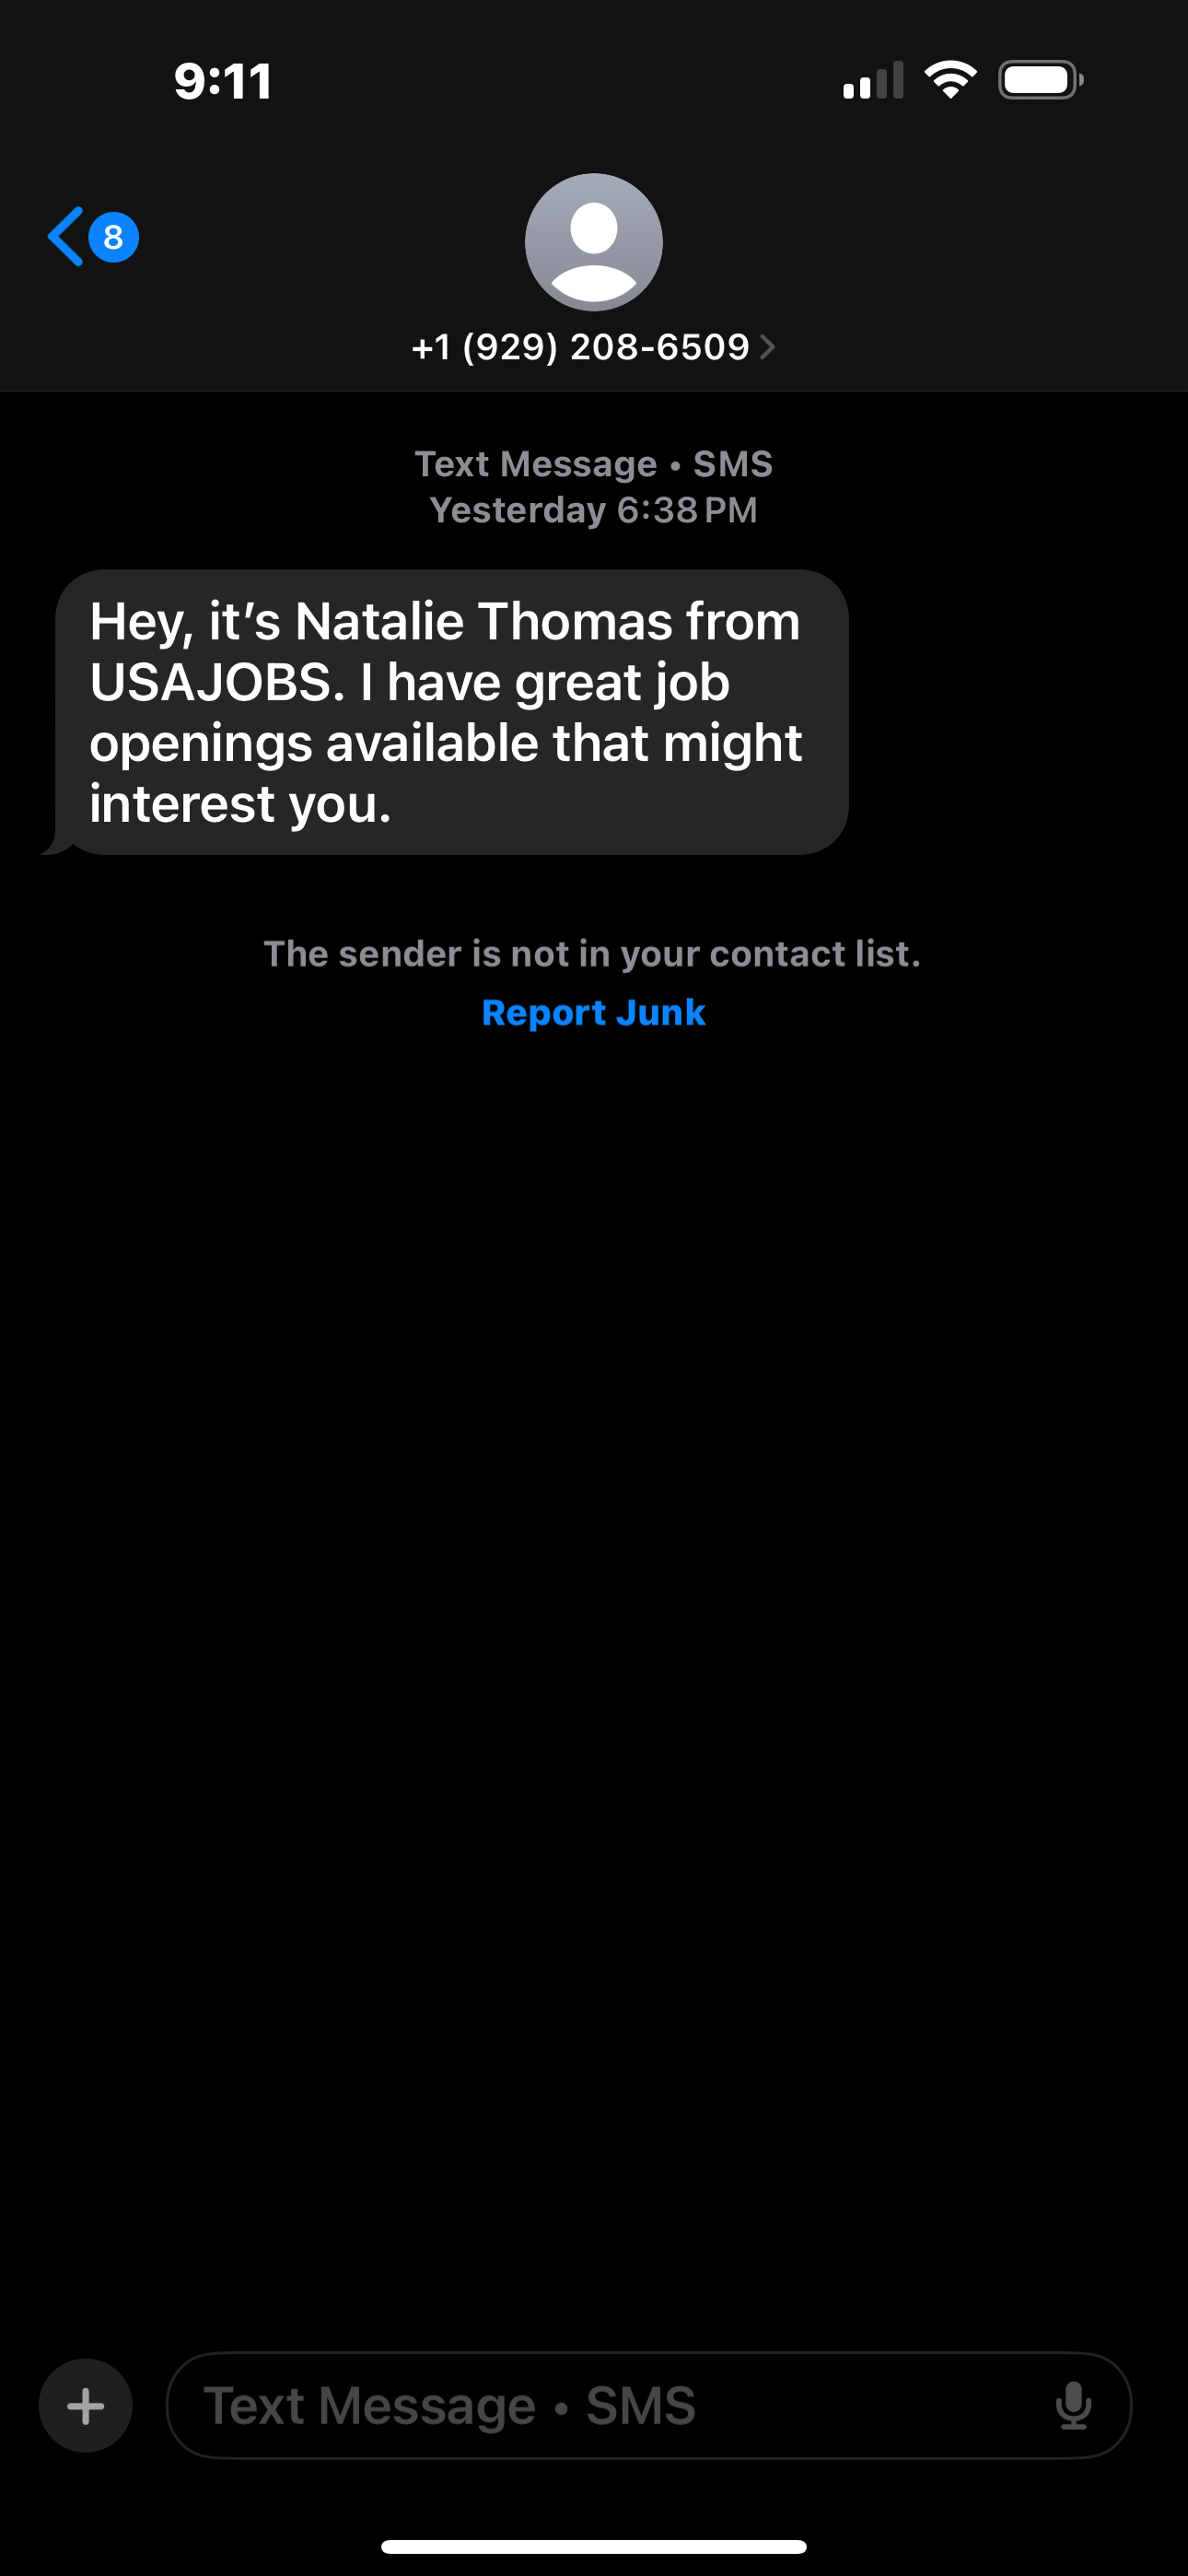 9:11
8
+1 (929) 208-6509
Text Message • SMS
Yesterday 6:38 PM
Hey, it’s Natalie Thomas from
USAJOBS. I have great job
openings available that might
interest you.
The sender is not in your contact list.
Report Junk
Text Message • SMS